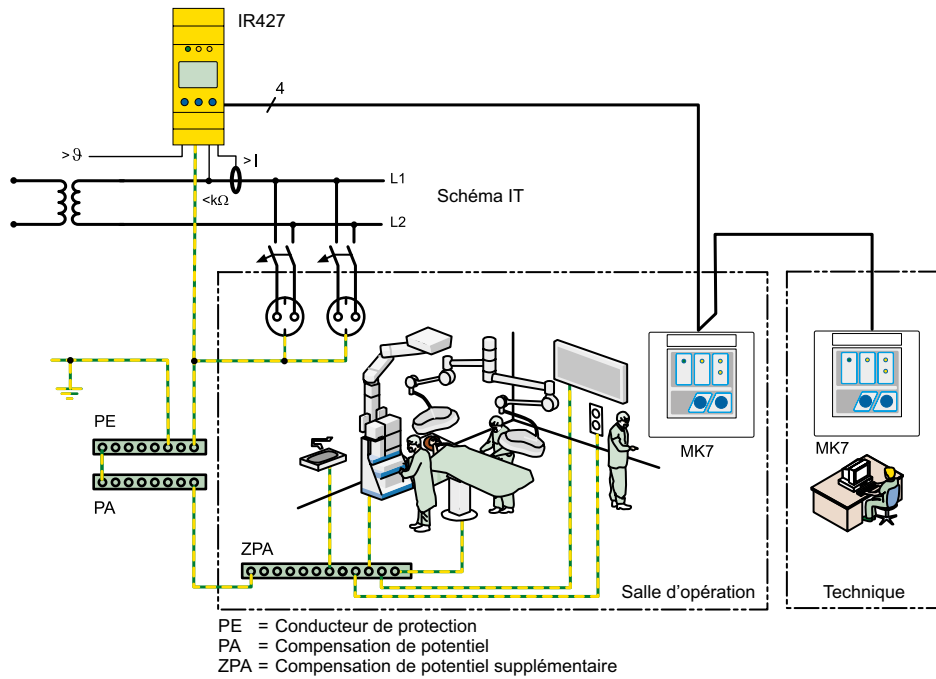 IR427
4
>ϑ
>I
L1
<kΩ
Schéma IT
L2
PE
MK7
MK7
PA
ZPA
Salle d'opération
Technique
PE = Conducteur de protection
PA = Compensation de potentiel
ZPA = Compensation de potentiel supplémentaire